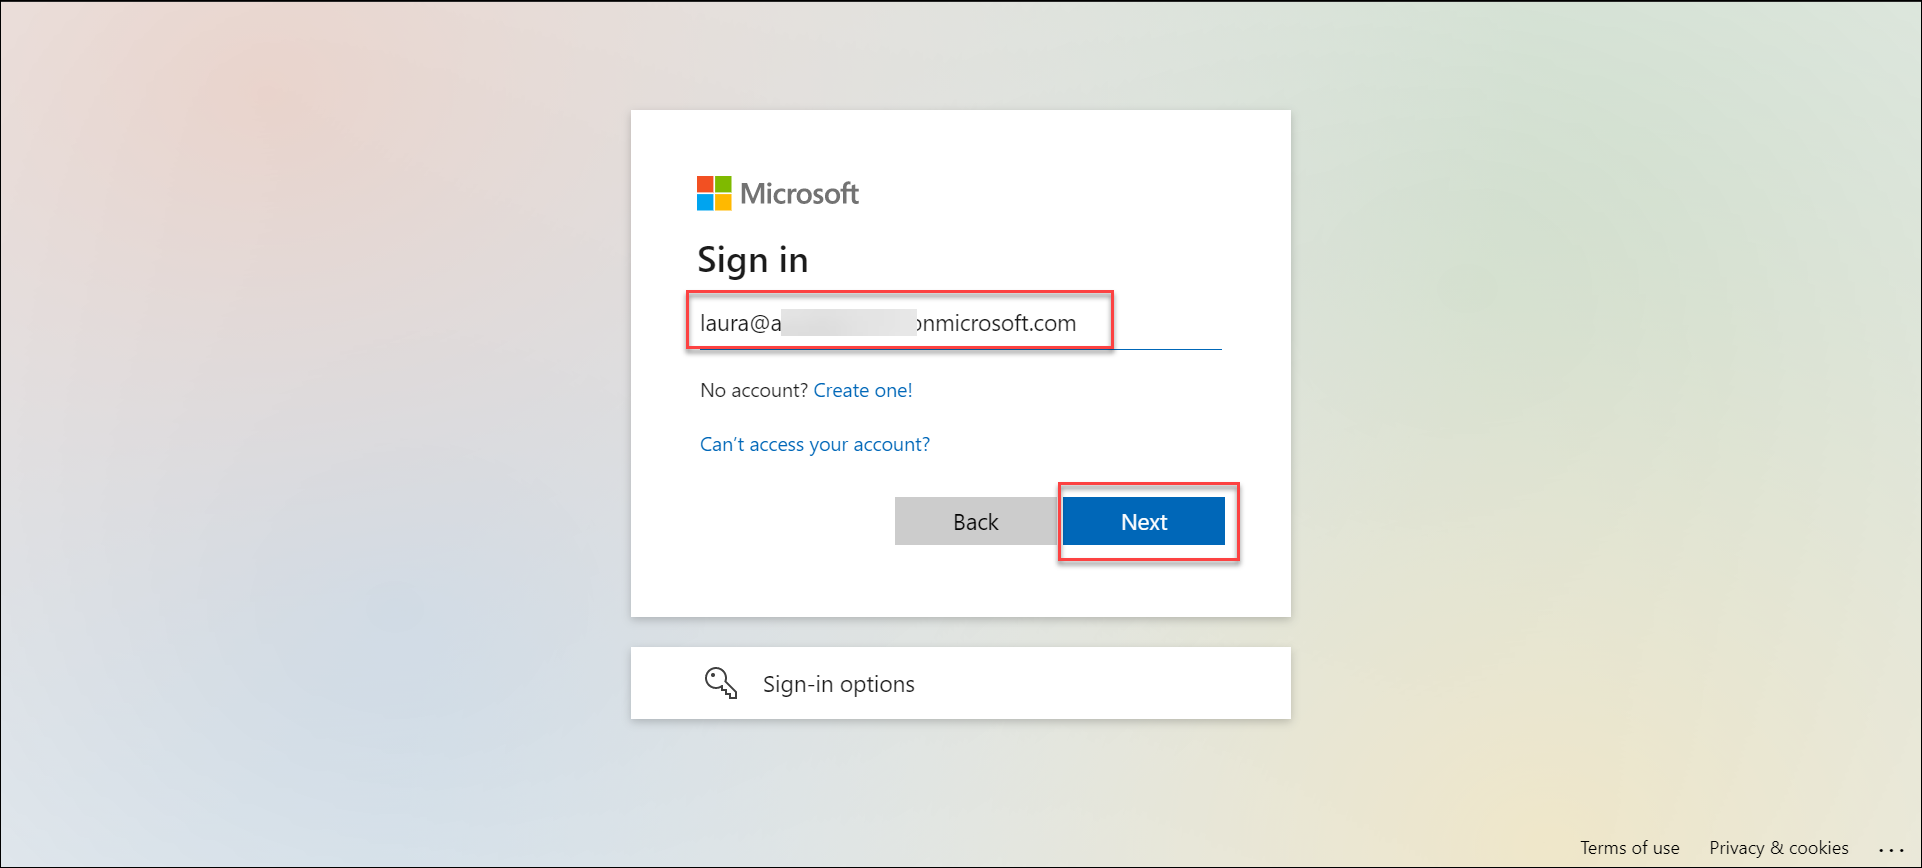 Microsoft
Sign in
laura@a onmicrosoft.com
No account? Create one!
Can't access your account?
Back Next
Sign-in options
Terms of use Privacy & cookies ...